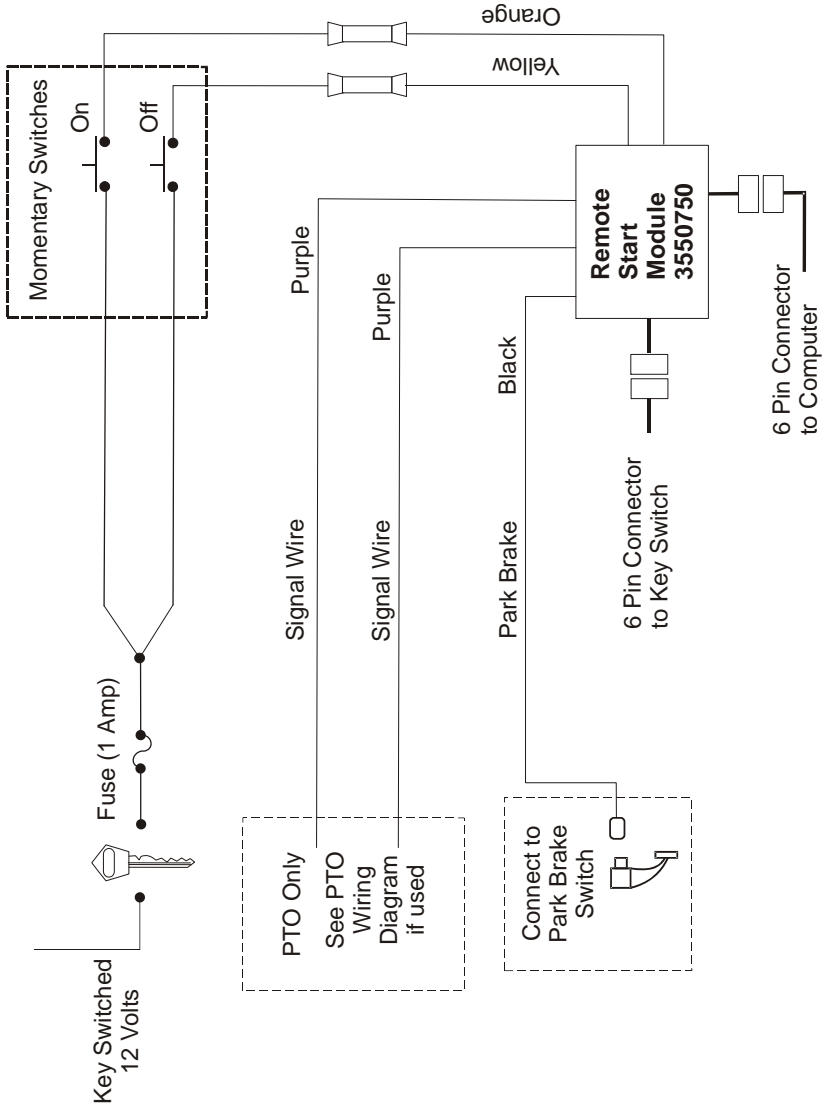 Key Switched
12 Volts
Fuse (1 Amp)
Momentary Switches
On
Off
Orange
Yellow
PTO Only
See PTO
Wiring
Diagram
if used
Signal Wire
Purple
Signal Wire
Purple
Connect to
Park Brake
Switch
Park Brake
Black
Remote
Start
Module
3550750
6 Pin Connector
to Key Switch
6 Pin Connector
to Computer